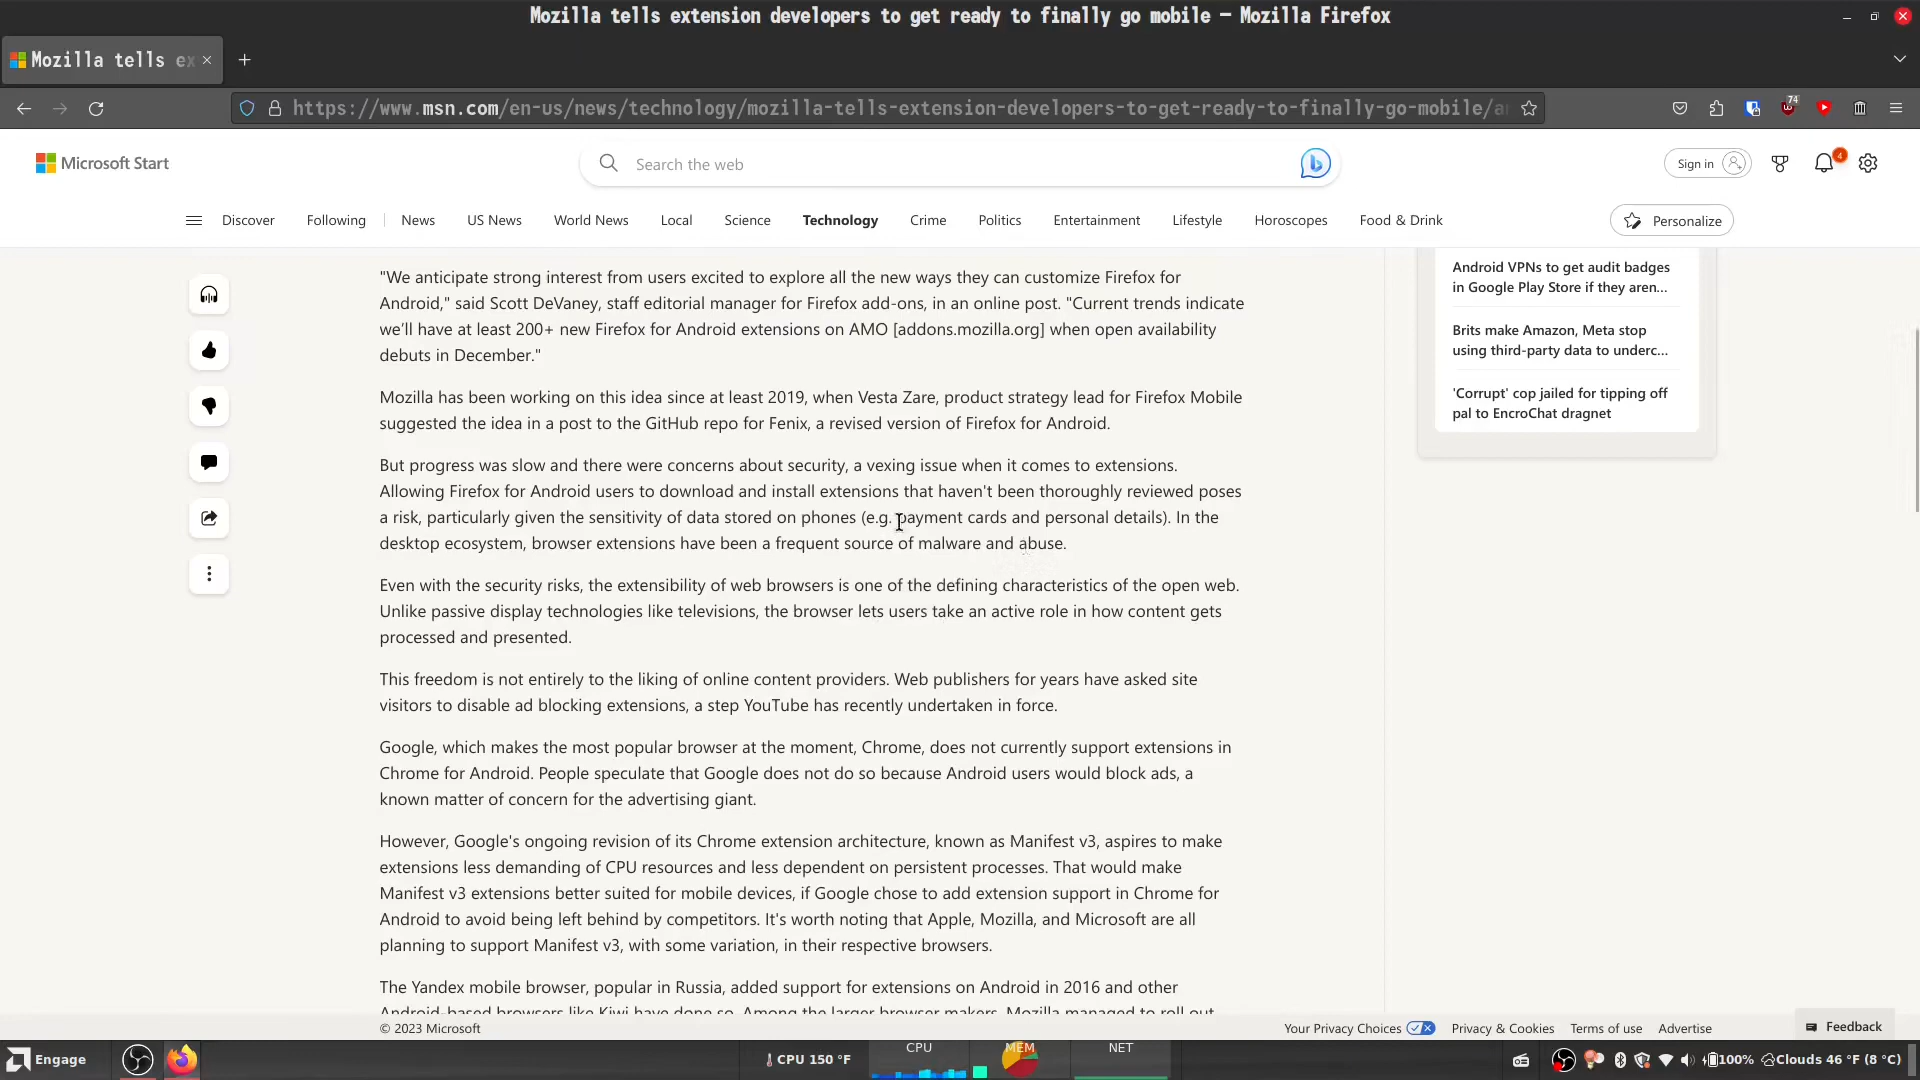 Mozilla tells extension developers to get ready to finally go mobile — Mozilla Firefox
Mozilla tells ex
https://www.msn.com/en-us/news/technology/mozilla-tells-extension-developers-to-get-ready-to-finally-go-mobile/ar
74
Microsoft Start
Search the web
Sign in
4
Discover
Following
News
US News
World News
Local
Science
Technology
Crime
Politics
Entertainment
Lifestyle
Horoscopes
Food & Drink
Personalize
"We anticipate strong interest from users excited to explore all the new ways they can customize Firefox for
Android," said Scott DeVaney, staff editorial manager for Firefox add-ons, in an online post. "Current trends indicate
we'll have at least 200+ new Firefox for Android extensions on AMO [addons.mozilla.org] when open availability
debuts in December."
Mozilla has been working on this idea since at least 2019, when Vesta Zare, product strategy lead for Firefox Mobile
suggested the idea in a post to the GitHub repo for Fenix, a revised version of Firefox for Android.
But progress was slow and there were concerns about security, a vexing issue when it comes to extensions.
Allowing Firefox for Android users to download and install extensions that haven't been thoroughly reviewed poses
a risk, particularly given the sensitivity of data stored on phones (e.g. payment cards and personal details). In the
desktop ecosystem, browser extensions have been a frequent source of malware and abuse.
Even with the security risks, the extensibility of web browsers is one of the defining characteristics of the open web.
Unlike passive display technologies like televisions, the browser lets users take an active role in how content gets
processed and presented.
This freedom is not entirely to the liking of online content providers. Web publishers for years have asked site
visitors to disable ad blocking extensions, a step YouTube has recently undertaken in force.
Google, which makes the most popular browser at the moment, Chrome, does not currently support extensions in
Chrome for Android. People speculate that Google does not do so because Android users would block ads, a
known matter of concern for the advertising giant.
However, Google's ongoing revision of its Chrome extension architecture, known as Manifest v3, aspires to make
extensions less demanding of CPU resources and less dependent on persistent processes. That would make
Manifest v3 extensions better suited for mobile devices, if Google chose to add extension support in Chrome for
Android to avoid being left behind by competitors. It's worth noting that Apple, Mozilla, and Microsoft are all
planning to support Manifest v3, with some variation, in their respective browsers.
The Yandex mobile browser, popular in Russia, added support for extensions on Android in 2016 and other
Android-based browsers like Kiwi have done so. Among the larger browser makers, Mozilla managed to roll out
Android VPNs to get audit badges
in Google Play Store if they aren...
Brits make Amazon, Meta stop
using third-party data to underc...
'Corrupt' cop jailed for tipping off
pal to EncroChat dragnet
© 2023 Microsoft
Your Privacy Choices
Privacy & Cookies
Terms of use
Advertise
Feedback
Engage
CPU 150 °F
CPU
MEM
NET
100%
Clouds 46 °F (8 °C)